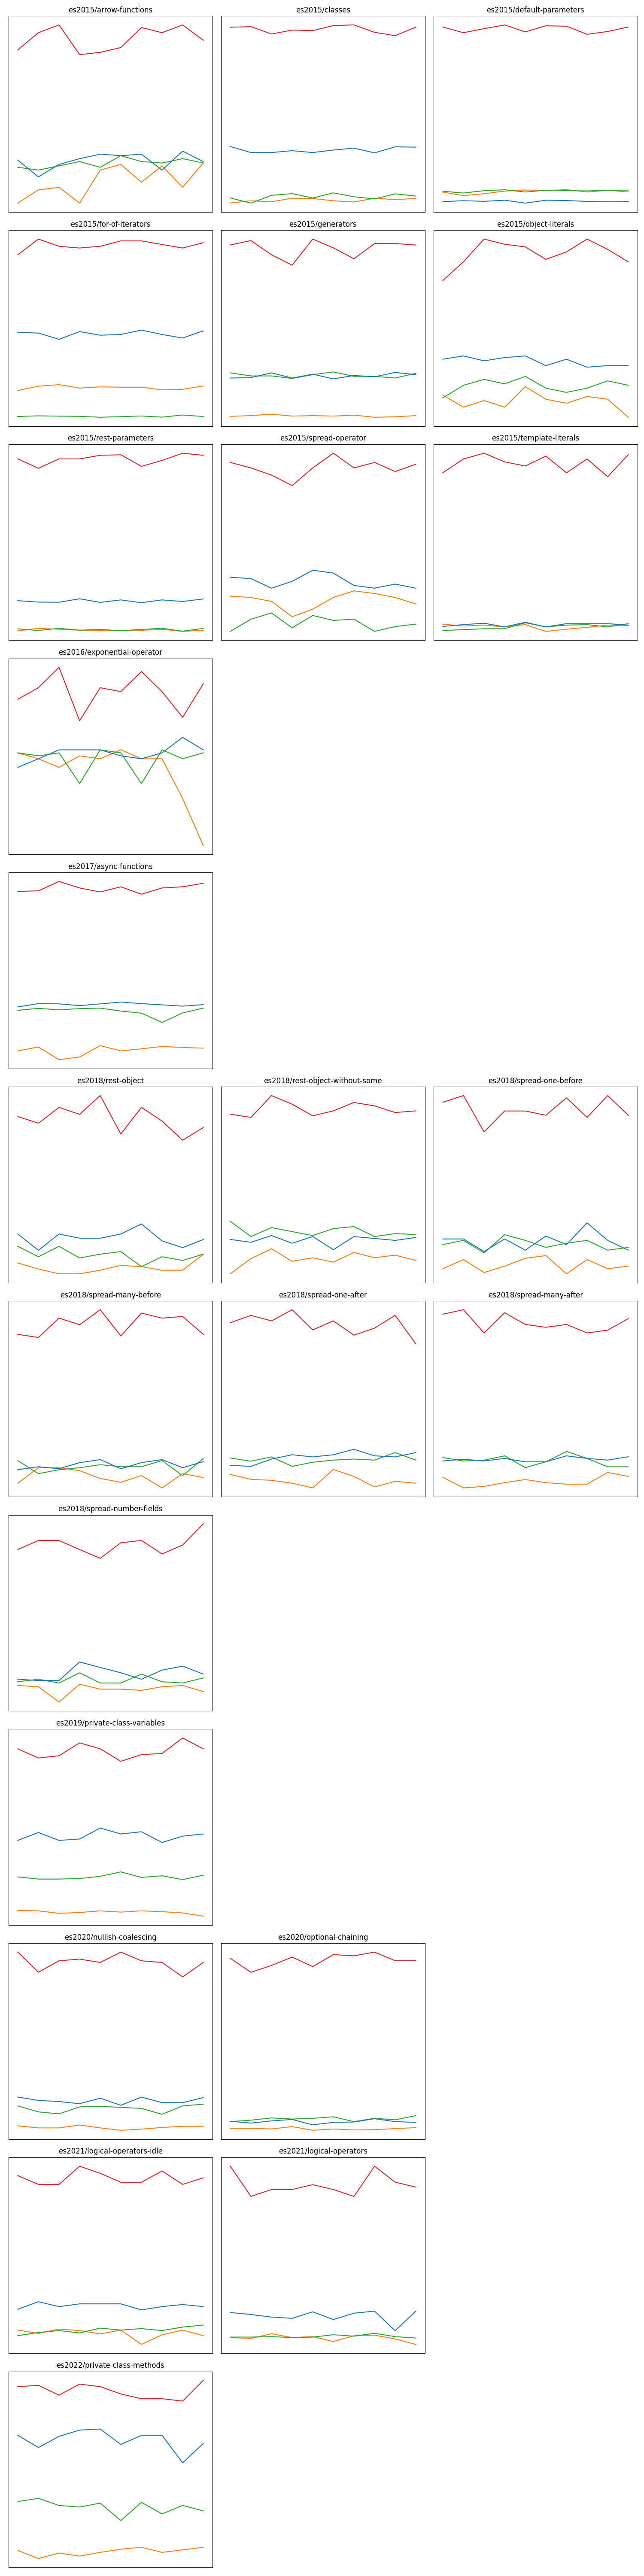 es2015/arrow-functions
es2015/classes
es2015/default-parameters
es2015/for-of-iterators
es2015/generators
es2015/object-literals
es2015/rest-parameters
es2015/spread-operator
es2015/template-literals
es2016/exponential-operator
es2017/async-functions
es2018/rest-object
es2018/rest-object-without-some
es2018/spread-one-before
es2018/spread-many-before
es2018/spread-one-after
es2018/spread-many-after
es2018/spread-number-fields
es2019/private-class-variables
es2020/nullish-coalescing
es2020/optional-chaining
es2021/logical-operators-idle
es2021/logical-operators
es2022/private-class-methods